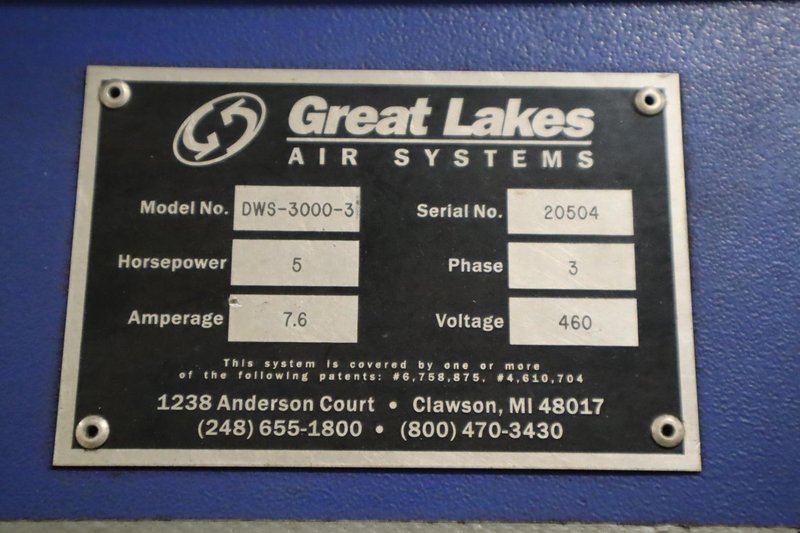 Great Lakes
AIR SYSTEMS
Model No. DWS-3000-3 Serial No. 20504
Horsepower 5 Phase 3
Amperage 7.6 Voltage 460
This system is covered by one or more
of the following patents: #6,758,875, #4,610,704
1238 Anderson Court • Clawson, MI 48017
(248) 655-1800 • (800) 470-3430